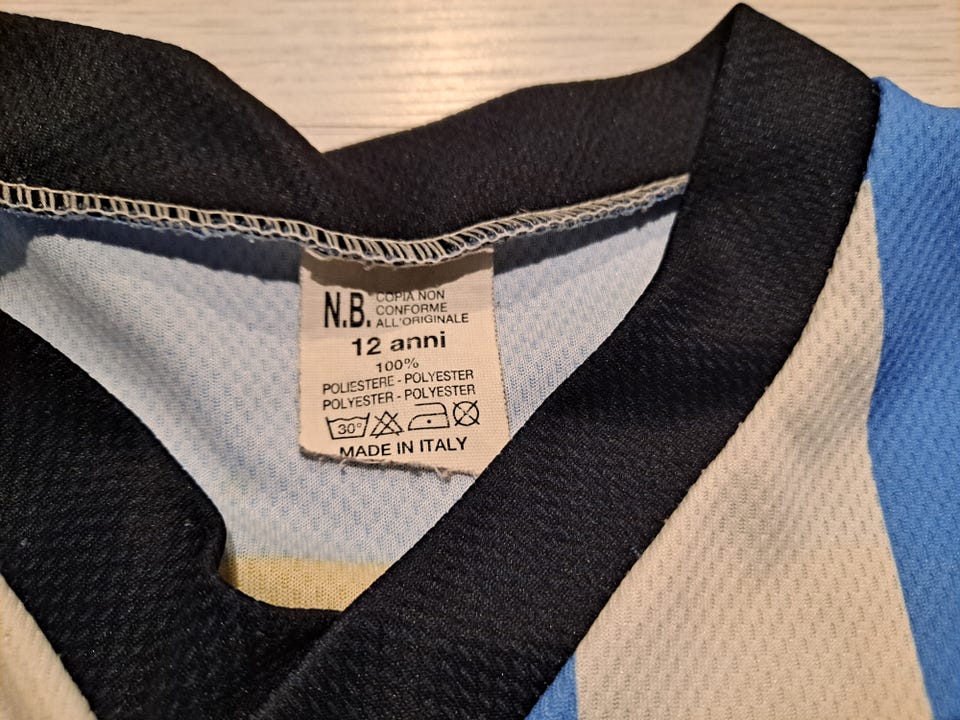 N.B. COPIA NON
CONFORME
ALL'ORIGINALE
12 anni
100%
POLIESTERE - POLYESTER
POLYESTER - POLYESTER
30°
MADE IN ITALY